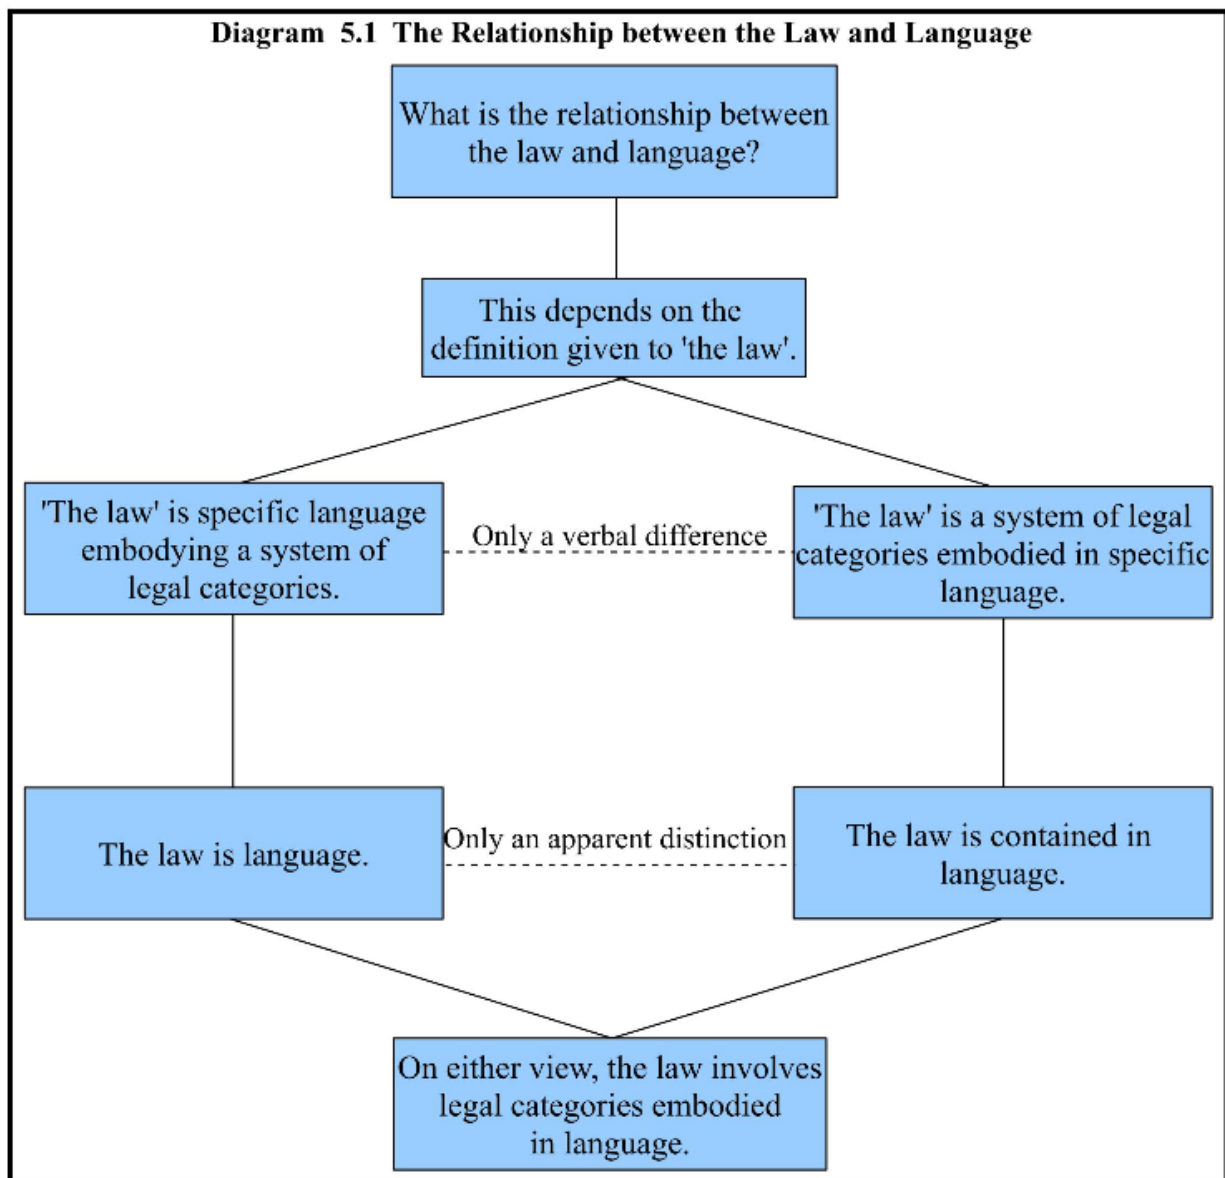 Diagram 5.1 The Relationship between the Law and Language
What is the relationship between
the law and language?
This depends on the
definition given to 'the law'.
'The law' is specific language
embodying a system of
legal categories.
Only a verbal difference
'The law' is a system of legal
categories embodied in specific
language.
The law is language.
Only an apparent distinction
The law is contained in
language.
On either view, the law involves
legal categories embodied
in language.